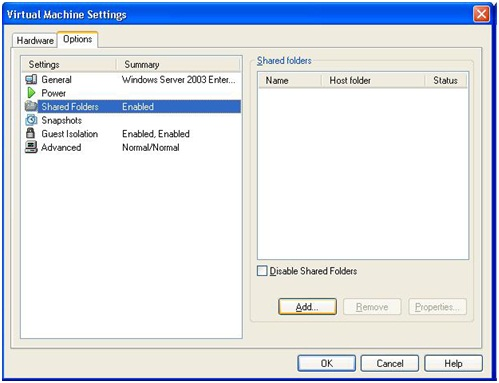 Virtual Machine Settings
Hardware Options
Settings Summary
General Windows Server 2003 Enter...
Power
Shared Folders Enabled
Snapshots
Guest Isolation Enabled, Enabled
Advanced Normal/Normal
Shared folders
Name Host folder Status
Disable Shared Folders
Add... Remove Properties...
OK Cancel Help